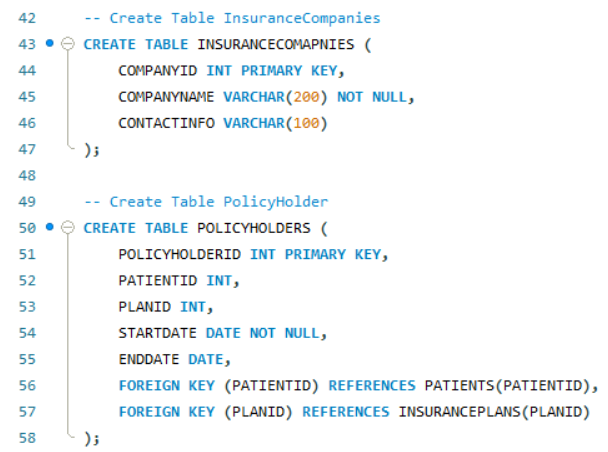 42 -- Create Table InsuranceCompanies
43 CREATE TABLE INSURANCECOMAPNIES (
44 COMPANYID INT PRIMARY KEY,
45 COMPANYNAME VARCHAR(200) NOT NULL,
46 CONTACTINFO VARCHAR(100)
47 );
48
49 -- Create Table PolicyHolder
50 CREATE TABLE POLICYHOLDERS (
51 POLICYHOLDERID INT PRIMARY KEY,
52 PATIENTID INT,
53 PLANID INT,
54 STARTDATE DATE NOT NULL,
55 ENDDATE DATE,
56 FOREIGN KEY (PATIENTID) REFERENCES PATIENTS(PATIENTID),
57 FOREIGN KEY (PLANID) REFERENCES INSURANCEPLANS(PLANID)
58 );